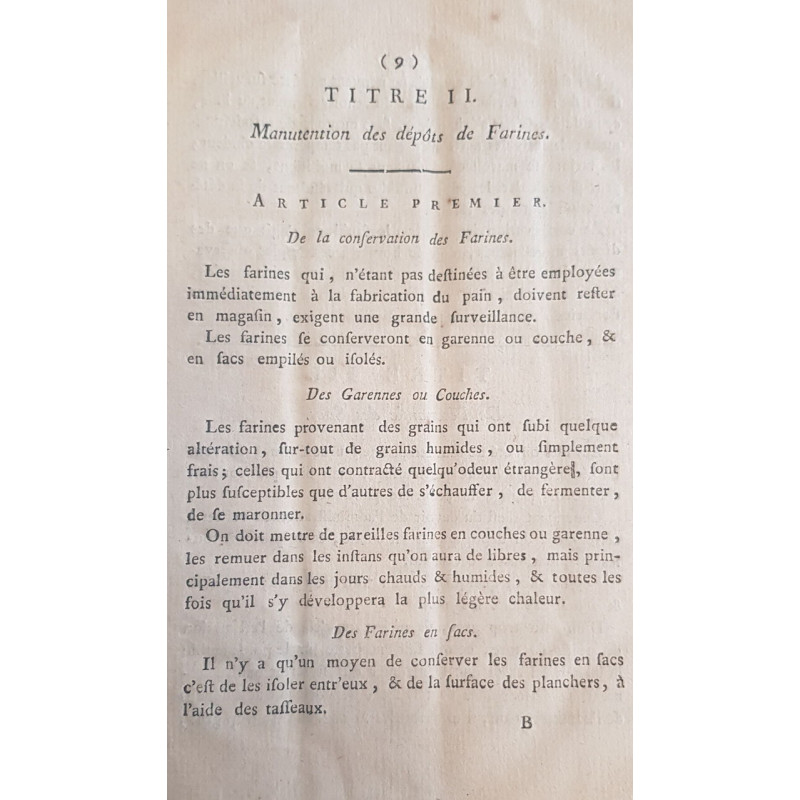 ( 9 )
TITRE II.
Manutention des dépôts de Farines.
ARTICLE PREMIER.
De la conſervation des Farines.
Les farines qui, n'étant pas deſtinées à être employées
immédiatement à la fabrication du pain, doivent reſter
en magaſin, exigent une grande ſurveillance.
Les farines ſe conſerveront en garenne ou couche, &
en ſacs empilés ou iſolés.
Des Garennes ou Couches.
Les farines provenant des grains qui ont ſubi quelque
altération, ſur-tout de grains humides, ou ſimplement
frais; celles qui ont contracté quelqu'odeur étrangère, ſont
plus ſuſceptibles que d'autres de s'échauffer, de fermenter,
de ſe maronner.
On doit mettre de pareilles farines en couches ou garenne,
les remuer dans les inſtans qu'on aura de libres, mais prin-
cipalement dans les jours chauds & humides, & toutes les
fois qu'il s'y développera la plus légère chaleur.
Des Farines en ſacs.
Il n'y a qu'un moyen de conſerver les farines en ſacs
c'eſt de les iſoler entr'eux, & de la ſurface des planchers, à
l'aide des taſſeaux.
B